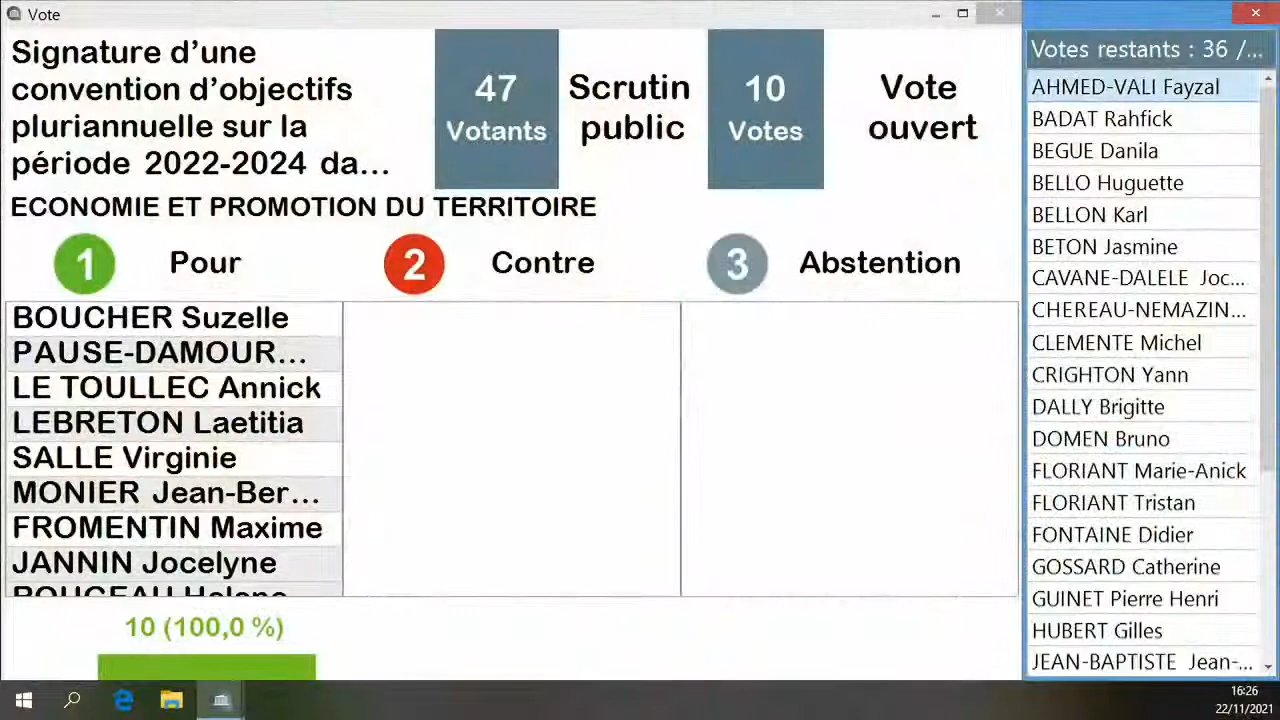 Vote
Signature d’une
convention d’objectifs
pluriannuelle sur la
période 2022-2024 da...
47
Votants
Scrutin
public
10
Votes
Vote
ouvert
ECONOMIE ET PROMOTION DU TERRITOIRE
1 Pour
2 Contre
3 Abstention
BOUCHER Suzelle
PAUSE-DAMOUR...
LE TOULLEC Annick
LEBRETON Laetitia
SALLE Virginie
MONIER Jean-Ber...
FROMENTIN Maxime
JANNIN Jocelyne
10 (100,0 %)
Votes restants : 36 /...
AHMED-VALI Fayzal
BADAT Rahfick
BEGUE Danila
BELLO Huguette
BELLON Karl
BETON Jasmine
CAVANE-DALELE Joc...
CHEREAU-NEMAZIN...
CLEMENTE Michel
CRIGHTON Yann
DALLY Brigitte
DOMEN Bruno
FLORIANT Marie-Anick
FLORIANT Tristan
FONTAINE Didier
GOSSARD Catherine
GUINET Pierre Henri
HUBERT Gilles
JEAN-BAPTISTE Jean-...
16:26
22/11/2021